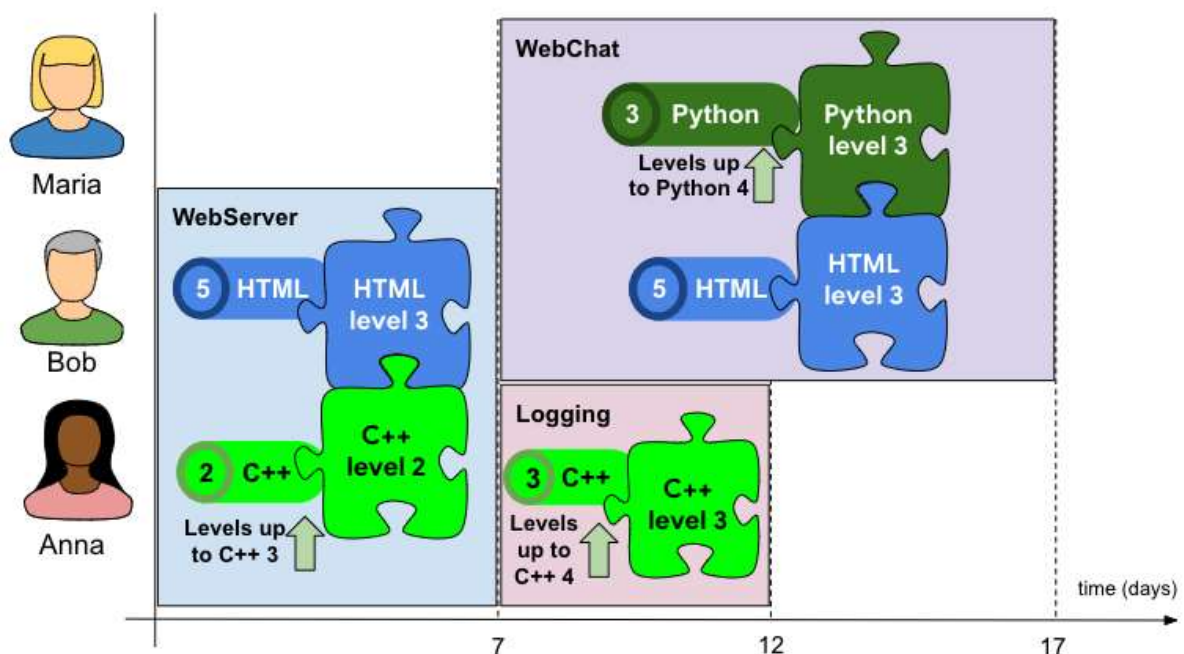 WebChat
3 Python
Python
level 3
Levels up
to Python 4
Maria
WebServer
5 HTML
HTML
level 3
5 HTML
HTML
level 3
Bob
Logging
2 C++
C++
level 2
3 C++
C++
level 3
Levels up
to C++ 3
Levels
up to
C++ 4
Anna
time (days)
7
12
17